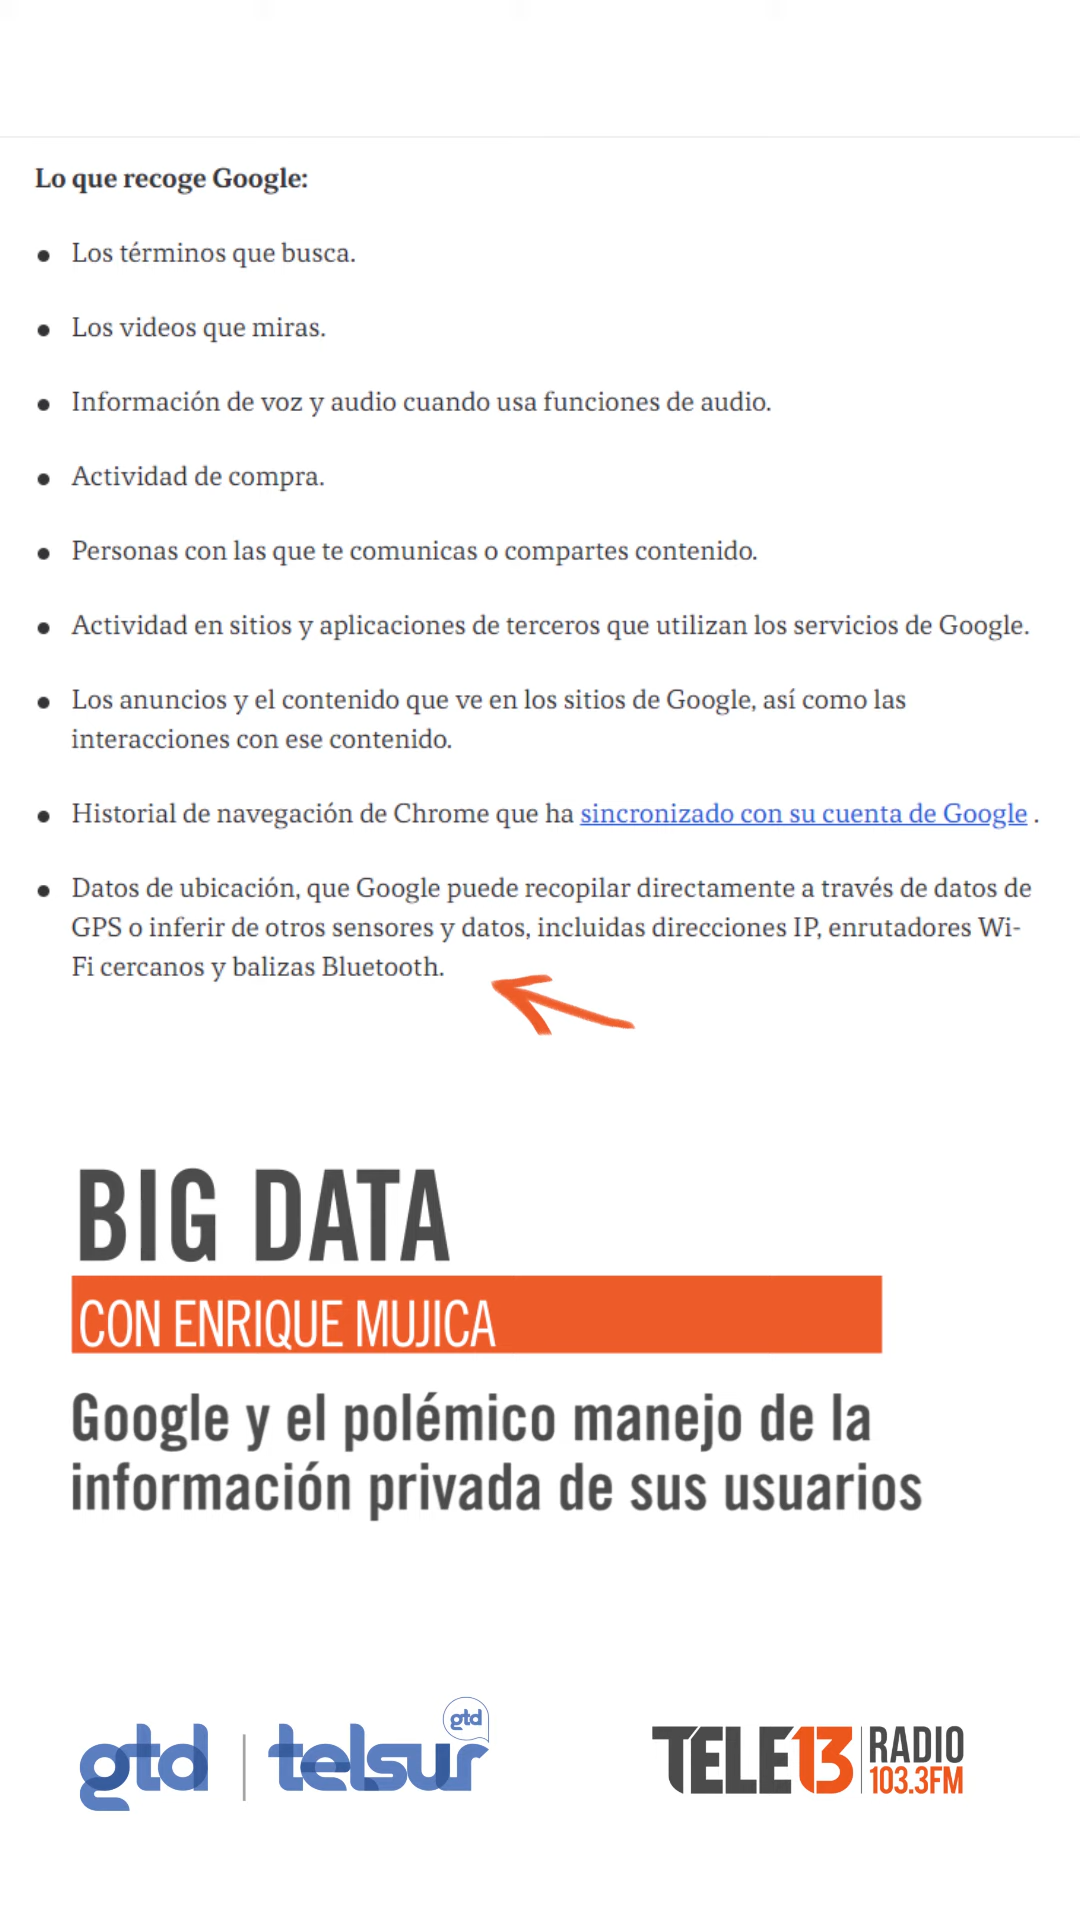 Lo que recoge Google:
Los términos que busca.
Los videos que miras.
Información de voz y audio cuando usa funciones de audio.
Actividad de compra.
Personas con las que te comunicas o compartes contenido.
Actividad en sitios y aplicaciones de terceros que utilizan los servicios de Google.
Los anuncios y el contenido que ve en los sitios de Google, así como las
interacciones con ese contenido.
Historial de navegación de Chrome que ha sincronizado con su cuenta de Google .
Datos de ubicación, que Google puede recopilar directamente a través de datos de
GPS o inferir de otros sensores y datos, incluidas direcciones IP, enrutadores Wi-
Fi cercanos y balizas Bluetooth.
BIG DATA
CON ENRIQUE MUJICA
Google y el polémico manejo de la
información privada de sus usuarios
gtd | telsur gtd
TELE13 RADIO
103.3FM